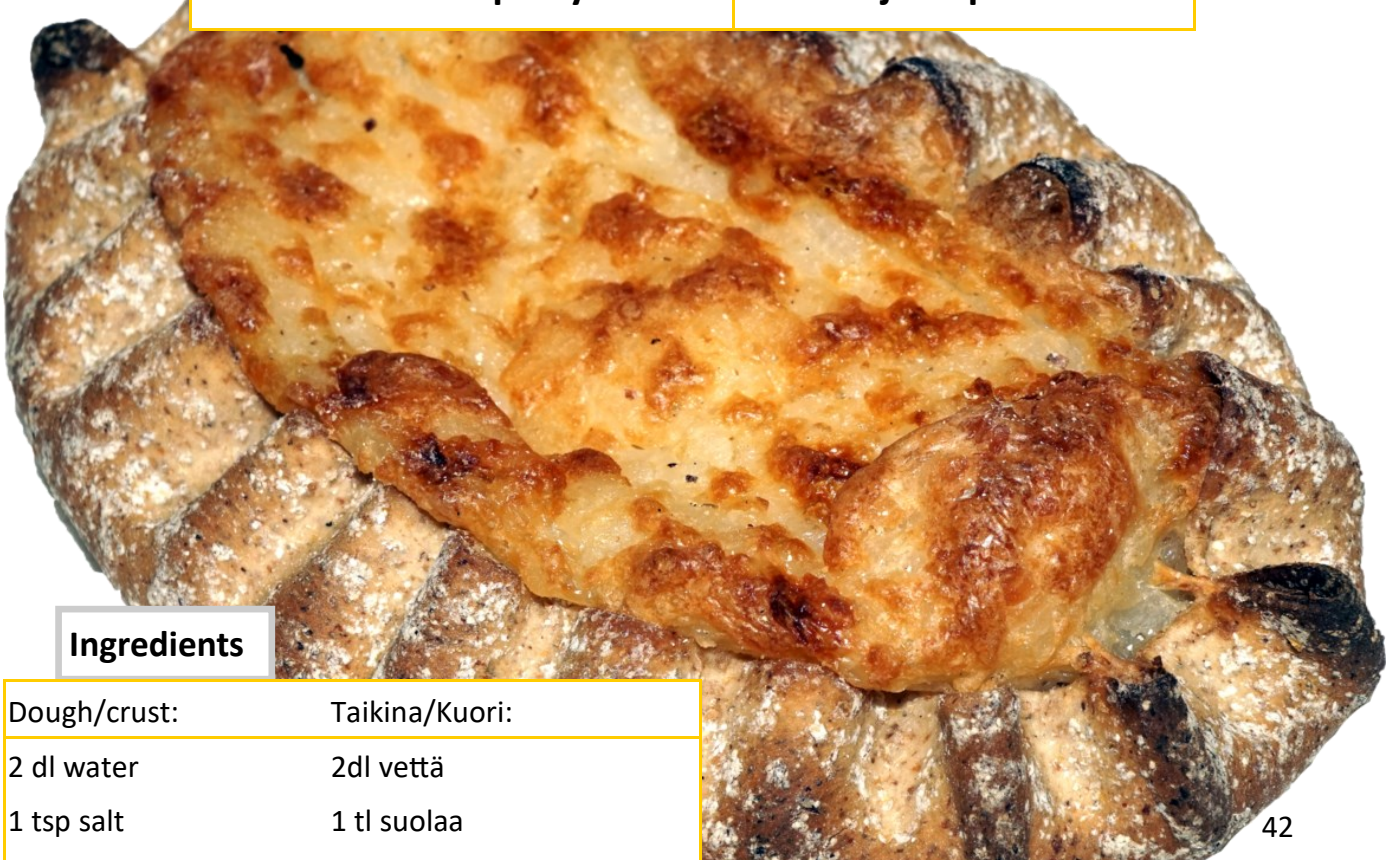 Ingredients
Dough/crust: Taikina/Kuori:
2 dl water 2dl vettä
1 tsp salt 1 tl suolaa
42